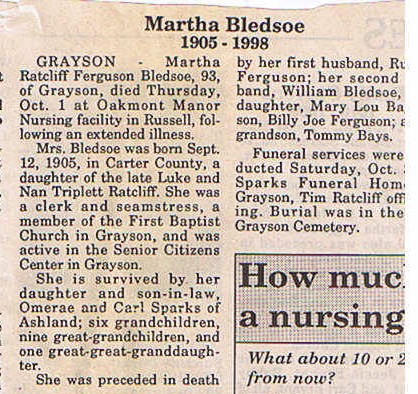 Martha Bledsoe
1905 - 1998
GRAYSON - Martha
Ratcliff Ferguson Bledsoe, 93,
of Grayson, died Thursday,
Oct. 1 at Oakmont Manor
Nursing facility in Russell, fol-
lowing an extended illness.
Mrs. Bledsoe was born Sept.
12, 1905, in Carter County, a
daughter of the late Luke and
Nan Triplett Ratcliff. She was
a clerk and seamstress, a
member of the First Baptist
Church in Grayson, and was
active in the Senior Citizens
Center in Grayson.
She is survived by her
daughter and son-in-law,
Omerae and Carl Sparks of
Ashland; six grandchildren,
nine great-grandchildren, and
one great-great-granddaugh-
ter.
She was preceded in death
by her first husband,
Ferguson; her second
band, William Bledsoe,
daughter, Mary Lou
son, Billy Joe Ferguson;
grandson, Tommy Bays.
Funeral services were
ducted Saturday, Oct.
Sparks Funeral
Grayson, Tim Ratcliff
ing. Burial was in the
Grayson Cemetery.
How
a nursing
What about 10 or
from now?